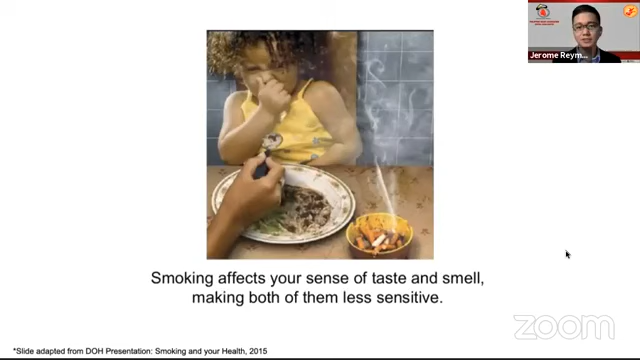 Jerome Reym...
Smoking affects your sense of taste and smell,
making both of them less sensitive.
zoom
*Slide adapted from DOH Presentation: Smoking and your Health, 2015